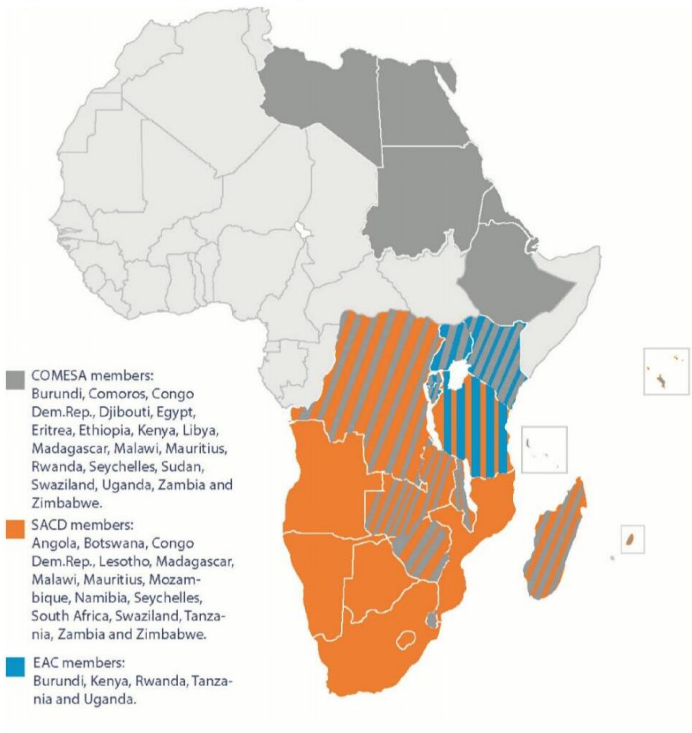 COMESA members:
Burundi, Comoros, Congo
Dem.Rep., Djibouti, Egypt,
Eritrea, Ethiopia, Kenya, Libya,
Madagascar, Malawi, Mauritius,
Rwanda, Seychelles, Sudan,
Swaziland, Uganda, Zambia and
Zimbabwe.
SACD members:
Angola, Botswana, Congo
Dem.Rep., Lesotho, Madagascar,
Malawi, Mauritius, Mozam-
bique, Namibia, Seychelles,
South Africa, Swaziland, Tanza-
nia, Zambia and Zimbabwe.
EAC members:
Burundi, Kenya, Rwanda, Tanza-
nia and Uganda.